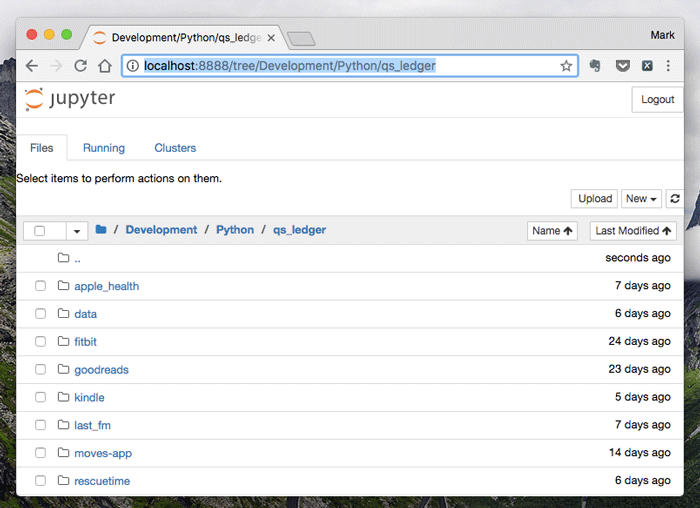 Development/Python/qs_ledge
Mark
localhost:8888/tree/Development/Python/qs_ledger
jupyter
Logout
Files Running Clusters
Select items to perform actions on them.
Upload New
/ Development / Python / qs_ledger Name Last Modified
.. seconds ago
apple_health 7 days ago
data 6 days ago
fitbit 24 days ago
goodreads 23 days ago
kindle 5 days ago
last_fm 7 days ago
moves-app 14 days ago
rescuetime 6 days ago